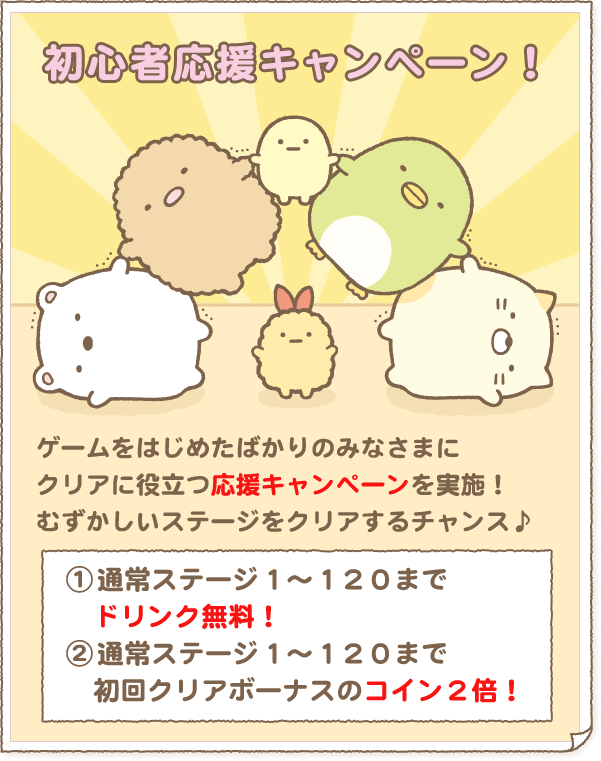 初心者応援キャンペーン！
ゲームをはじめたばかりのみなさまに
クリアに役立つ応援キャンペーンを実施！
むずかしいステージをクリアするチャンス♪
①通常ステージ１～１２０まで
ドリンク無料！
②通常ステージ１～１２０まで
初回クリアボーナスのコイン２倍！